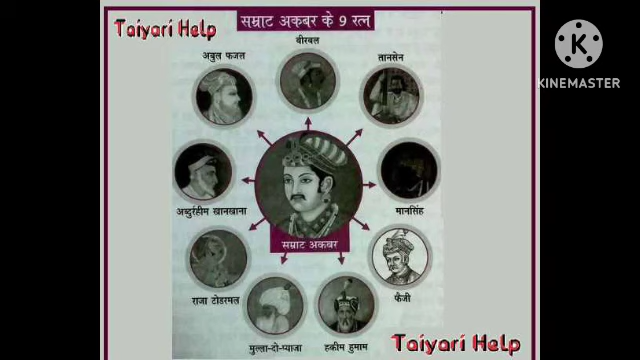 Taiyari Help
सम्राट अकबर के 9 रत्न
KINEMASTER
बीरबल
अबुल फजल
तानसेन
अब्दुर्रहीम खानखाना
मानसिंह
सम्राट अकबर
राजा टोडरमल
फैजी
मुल्ला-दो-प्याजा
हकीम हुमाम
Taiyari Help